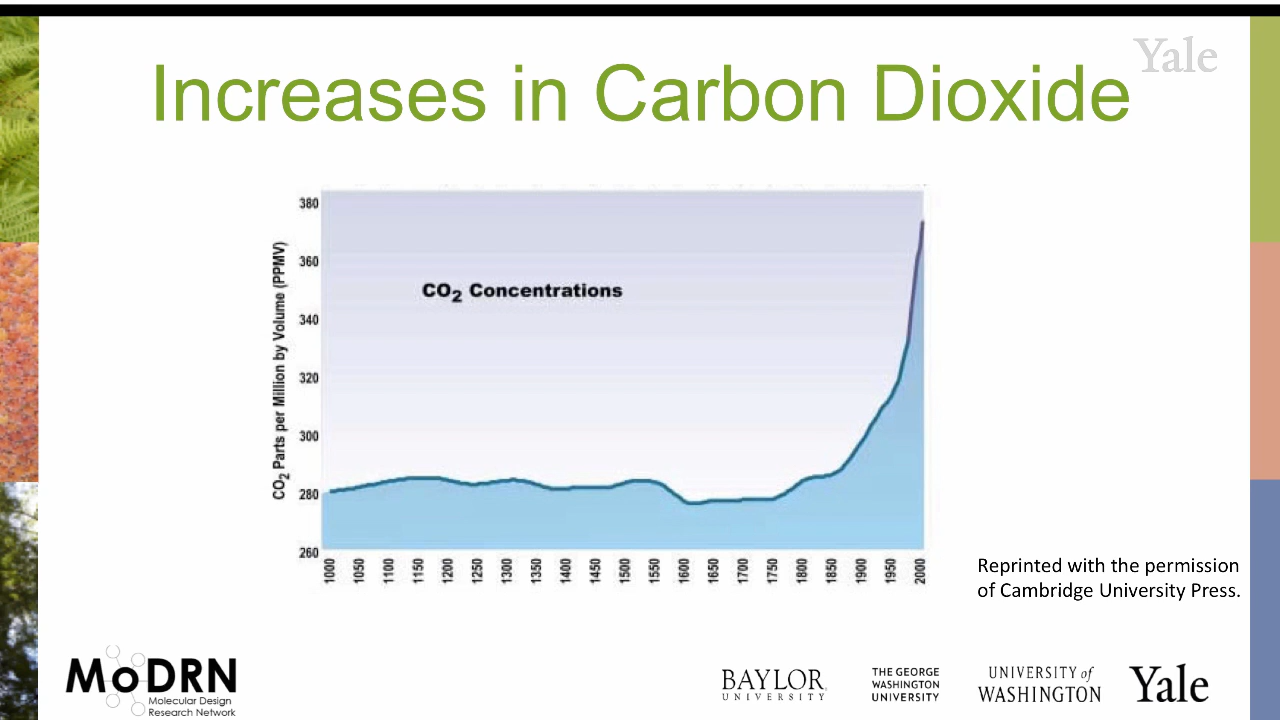 Yale
Increases in Carbon Dioxide
CO2 Parts per Million by Volume (PPMV)
380
360
340
320
300
280
260
CO2 Concentrations
1000
1050
1100
1150
1200
1250
1300
1350
1400
1450
1500
1550
1600
1650
1700
1750
1800
1850
1900
1950
2000
Reprinted with the permission
of Cambridge University Press.
MoDRN
Molecular Design
Research Network
BAYLOR
UNIVERSITY
THE GEORGE
WASHINGTON
UNIVERSITY
UNIVERSITY of
WASHINGTON
Yale